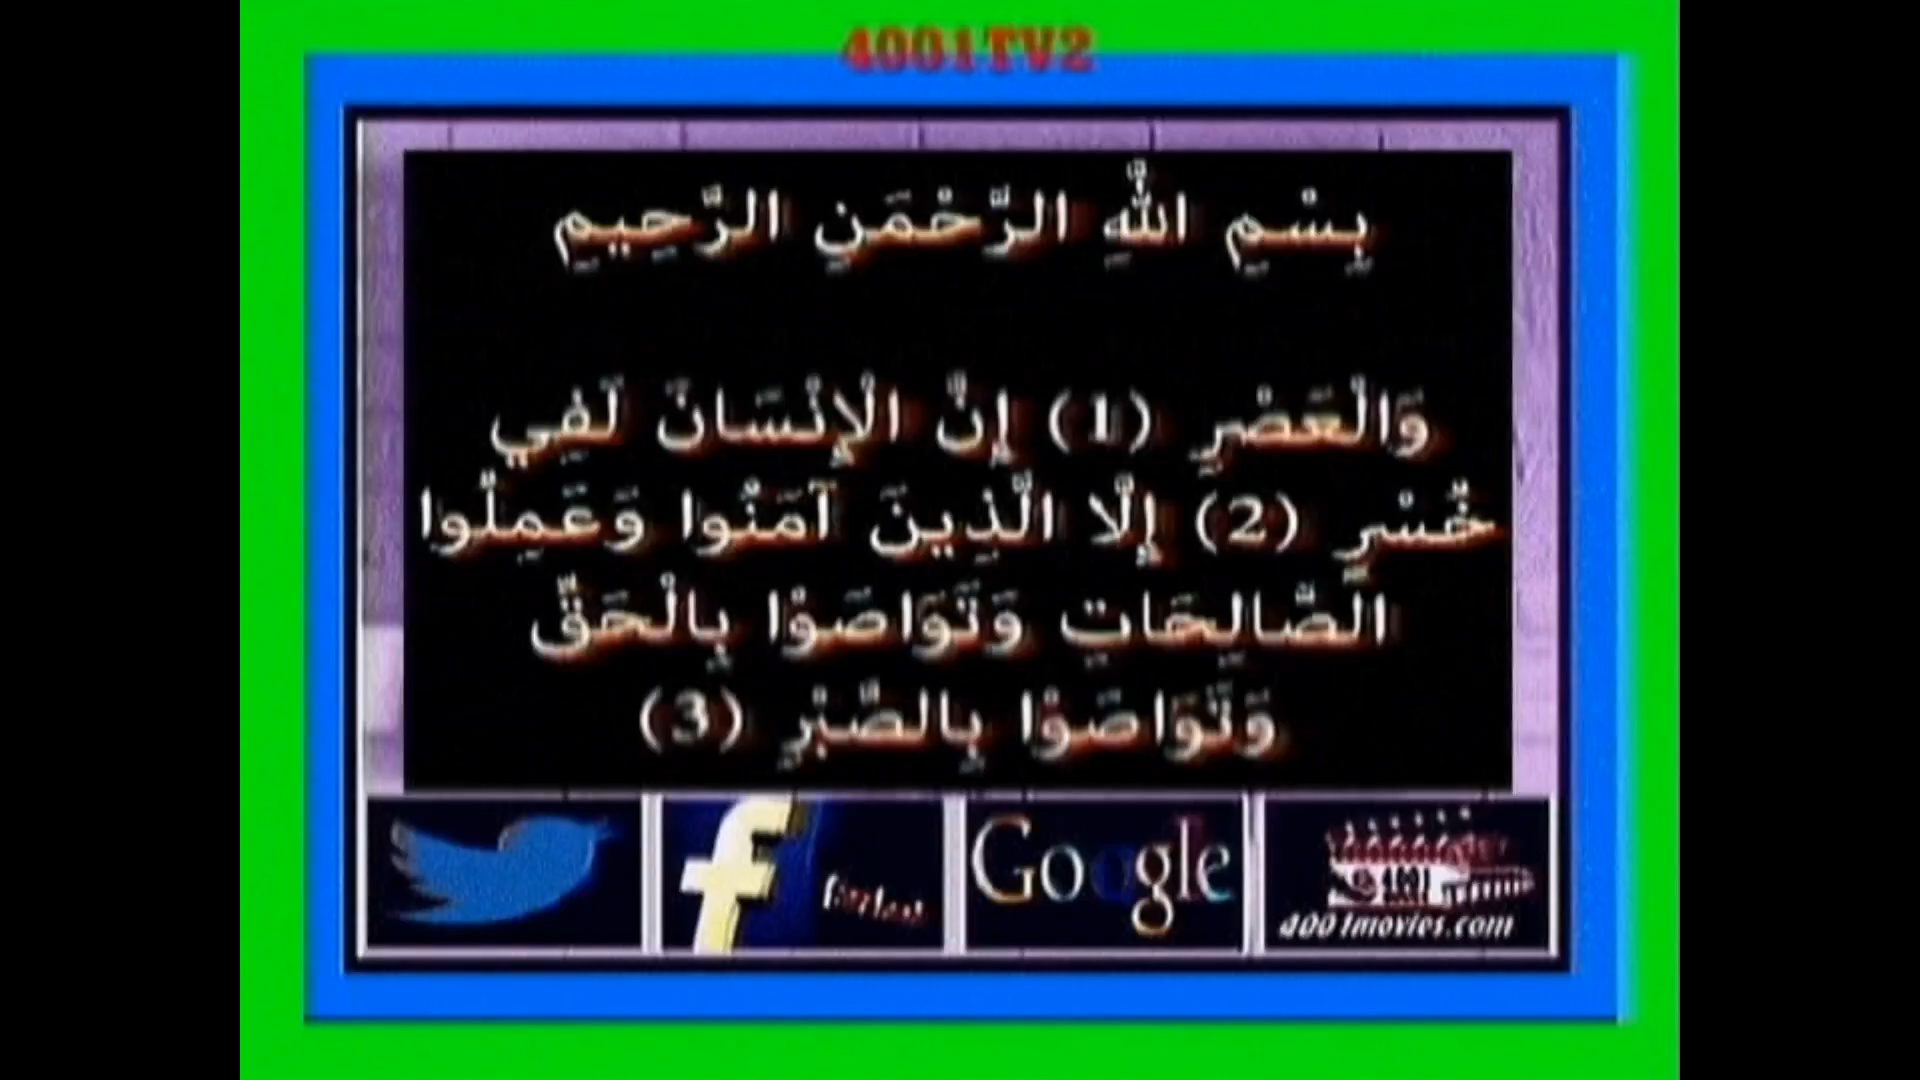 4001TV2
بِسْمِ اللَّهِ الرَّحْمَنِ الرَّحِيمِ
وَالْعَصْرِ (1) إِنَّ الْإِنْسَانَ لَفِي
خُسْرٍ (2) إِلَّا الَّذِينَ آمَنُوا وَعَمِلُوا
الصَّالِحَاتِ وَتَوَاصَوْا بِالْحَقِّ
وَتَوَاصَوْا بِالصَّبْرِ (3)
f
Google
4001
4001movies.com